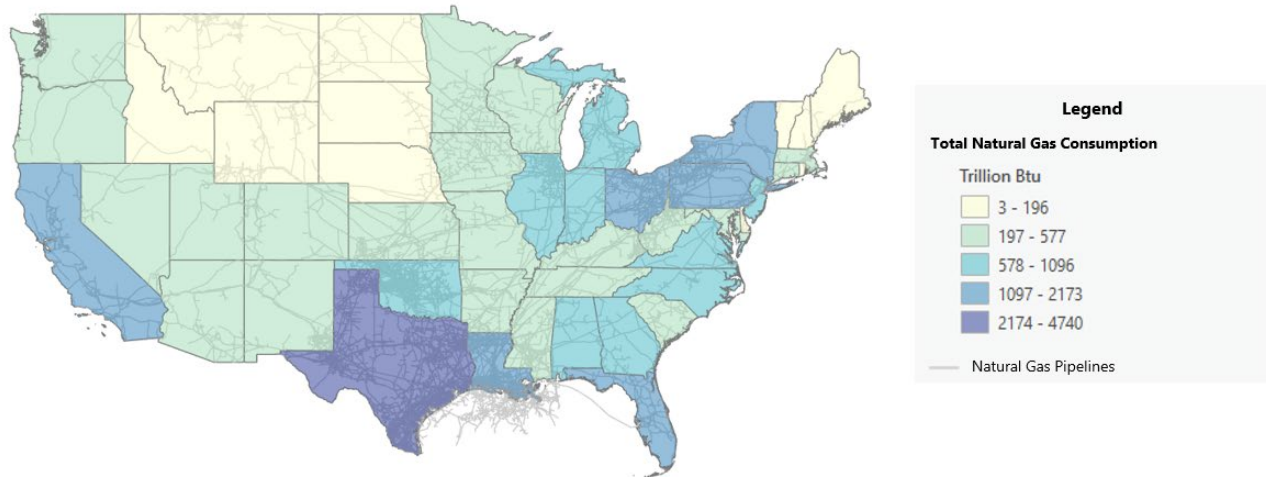 Legend
Total Natural Gas Consumption
Trillion Btu
3 - 196
197 - 577
578 - 1096
1097 - 2173
2174 - 4740
Natural Gas Pipelines